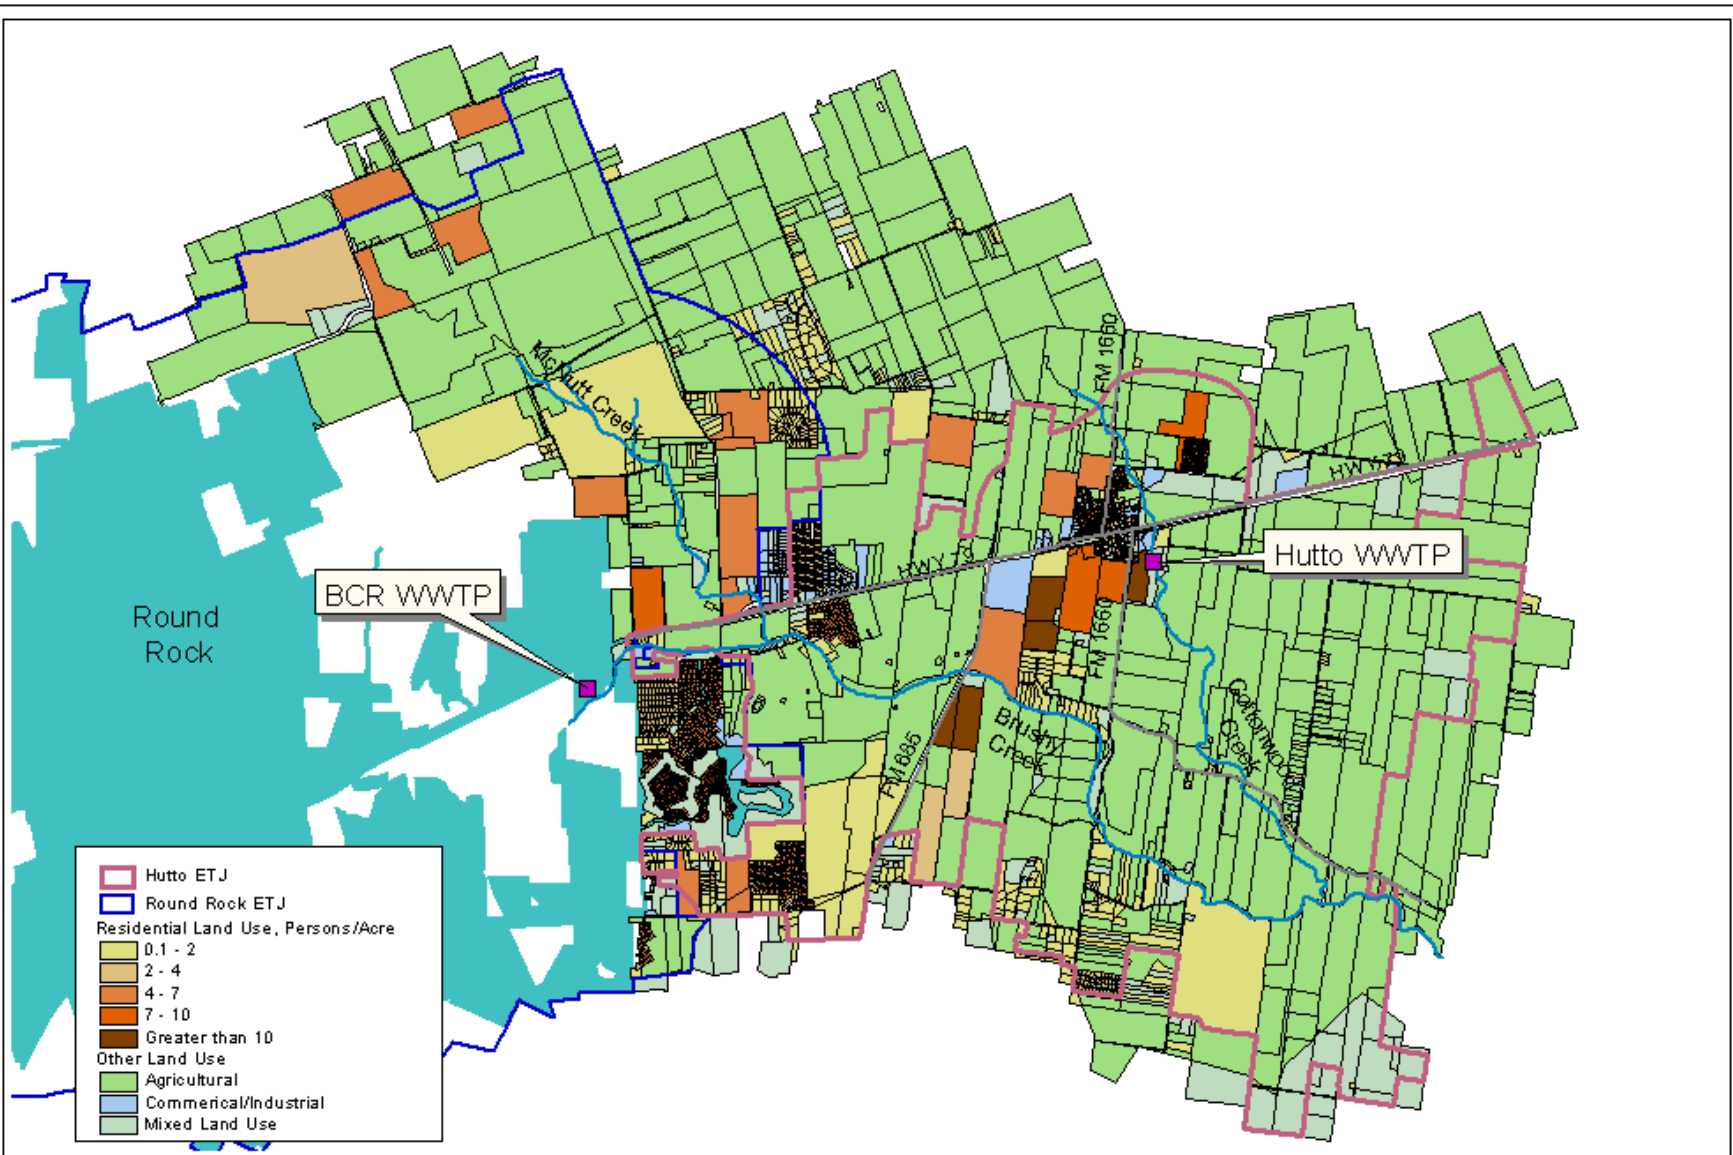 FM 1660
McNutt Creek
HWY 79
Hutto WWTP
HWY 79
BCR WWTP
Round
Rock
FM 1660
Cottonwood
Creek
Brushy
Creek
FM 685
Hutto ETJ
Round Rock ETJ
Residential Land Use, Persons/Acre
0.1 - 2
2 - 4
4 - 7
7 - 10
Greater than 10
Other Land Use
Agricultural
Commerical/Industrial
Mixed Land Use